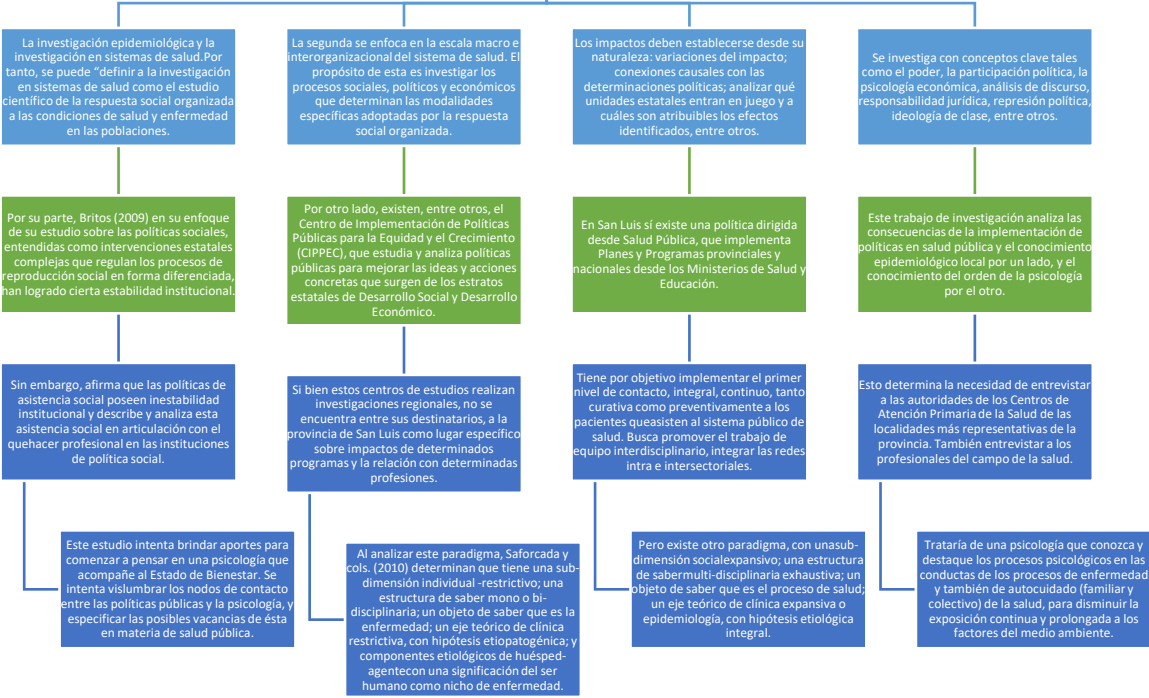 La investigación epidemiológica y la
investigación en sistemas de salud.Por
tanto, se puede “definir a la investigación
en sistemas de salud como el estudio
científico de la respuesta social organizada
a las condiciones de salud y enfermedad
en las poblaciones.
La segunda se enfoca en la escala macro e
interorganizacional del sistema de salud. El
propósito de esta es investigar los
procesos sociales, políticos y económicos
que determinan las modalidades
específicas adoptadas por la respuesta
social organizada.
Los impactos deben establecerse desde su
naturaleza: variaciones del impacto;
conexiones causales con las
determinaciones políticas; analizar qué
unidades estatales entran en juego y a
cuáles son atribuibles los efectos
identificados, entre otros.
Se investiga con conceptos clave tales
como el poder, la participación política, la
psicología económica, análisis de discurso,
responsabilidad jurídica, represión política,
ideología de clase, entre otros.
Por su parte, Britos (2009) en su enfoque
de su estudio sobre las políticas sociales,
entendidas como intervenciones estatales
complejas que regulan los procesos de
reproducción social en forma diferenciada,
han logrado cierta estabilidad institucional.
Por otro lado, existen, entre otros, el
Centro de Implementación de Políticas
Públicas para la Equidad y el Crecimiento
(CIPPEC), que estudia y analiza políticas
públicas para mejorar las ideas y acciones
concretas que surgen de los estratos
estatales de Desarrollo Social y Desarrollo
Económico.
En San Luis sí existe una política dirigida
desde Salud Pública, que implementa
Planes y Programas provinciales y
nacionales desde los Ministerios de Salud y
Educación.
Este trabajo de investigación analiza las
consecuencias de la implementación de
políticas en salud pública y el conocimiento
epidemiológico local por un lado, y el
conocimiento del orden de la psicología
por el otro.
Sin embargo, afirma que las políticas de
asistencia social poseen inestabilidad
institucional y describe y analiza esta
asistencia social en articulación con el
quehacer profesional en las instituciones
de política social.
Si bien estos centros de estudios realizan
investigaciones regionales, no se
encuentra entre sus destinatarios, a la
provincia de San Luis como lugar específico
sobre impactos de determinados
programas y la relación con determinadas
profesiones.
Tiene por objetivo implementar el primer
nivel de contacto, integral, continuo, tanto
curativa como preventivamente a los
pacientes queasisten al sistema público de
salud. Busca promover el trabajo de
equipo interdisciplinario, integrar las redes
intra e intersectoriales.
Esto determina la necesidad de entrevistar
a las autoridades de los Centros de
Atención Primaria de la Salud de las
localidades más representativas de la
provincia. También entrevistar a los
profesionales del campo de la salud.
Este estudio intenta brindar aportes para
comenzar a pensar en una psicología que
acompañe al Estado de Bienestar. Se
intenta vislumbrar los nodos de contacto
entre las políticas públicas y la psicología, y
especificar las posibles vacancias de ésta
en materia de salud pública.
Al analizar este paradigma, Saforcada y
cols. (2010) determinan que tiene una sub-
dimensión individual -restrictivo; una
estructura de saber mono o bi-
disciplinaria; un objeto de saber que es la
enfermedad; un eje teórico de clínica
restrictiva, con hipótesis etiopatogénica; y
componentes etiológicos de huésped-
agentecon una significación del ser
humano como nicho de enfermedad.
Pero existe otro paradigma, con unasub-
dimensión socialexpansivo; una estructura
de sabermulti-disciplinaria exhaustiva; un
objeto de saber que es el proceso de salud;
un eje teórico de clínica expansiva o
epidemiología, con hipótesis etiológica
integral.
Trataría de una psicología que conozca y
destaque los procesos psicológicos en las
conductas de los procesos de enfermedad
y también de autocuidado (familiar y
colectivo) de la salud, para disminuir la
exposición continua y prolongada a los
factores del medio ambiente.